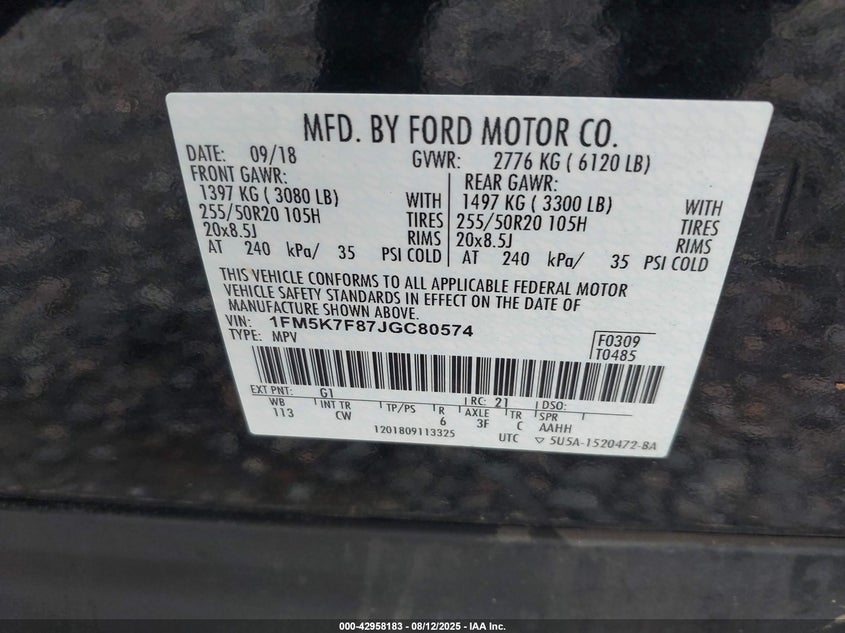 MFD. BY FORD MOTOR CO.
DATE: 09/18 GVWR: 2776 KG ( 6120 LB)
FRONT GAWR: REAR GAWR:
1397 KG ( 3080 LB) WITH 1497 KG ( 3300 LB) WITH
255/50R20 105H TIRES 255/50R20 105H TIRES
20x8.5J RIMS 20x8.5J RIMS
AT 240 kPa/ 35 PSI COLD AT 240 kPa/ 35 PSI COLD
THIS VEHICLE CONFORMS TO ALL APPLICABLE FEDERAL MOTOR
VEHICLE SAFETY STANDARDS IN EFFECT ON THE DATE OF
MANUFACTURE SHOWN ABOVE.
VIN: 1FM5K7F87JGC80574
TYPE: MPV
F0309
T0485
EXT PNT: G1 RC: 21 DSO:
WB INT TR TP/PS R AXLE TR SPR
113 CW 6 3F C AAHH
1201809113325 UTC ▽ 5U5A-1520472-BA
000-42958183 - 08/12/2025 - IAA Inc.